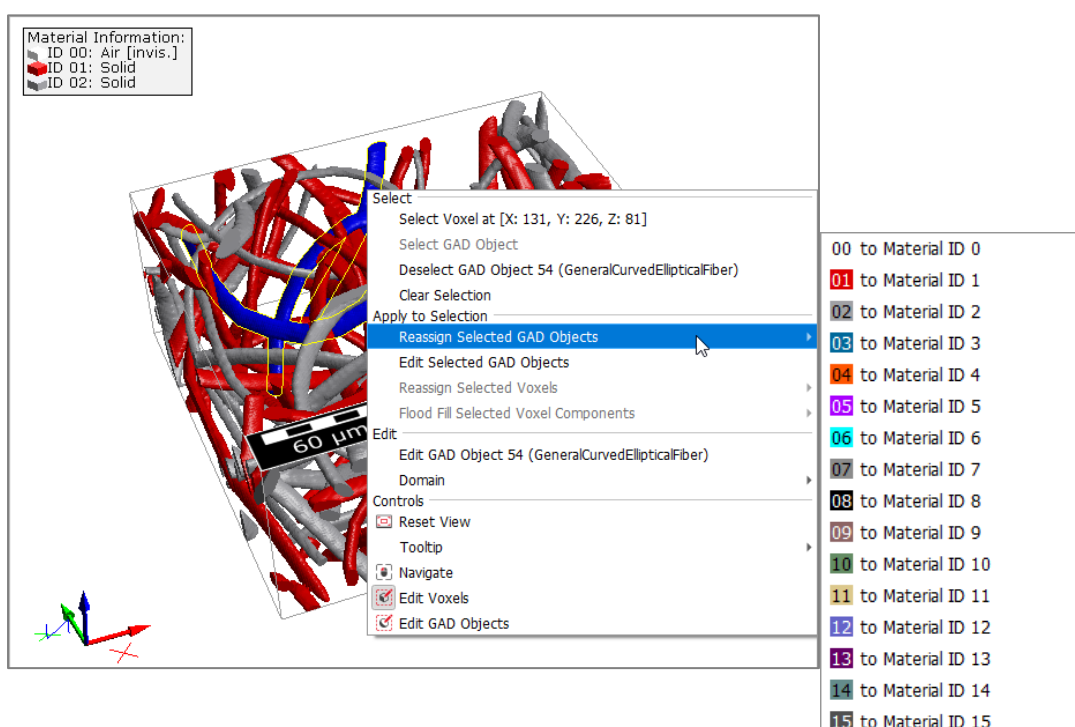 Material Information:
ID 00: Air [invis.]
ID 01: Solid
ID 02: Solid
60 µm
Select
Select Voxel at [X: 131, Y: 226, Z: 81]
Select GAD Object
Deselect GAD Object 54 (GeneralCurvedEllipticalFiber)
Clear Selection
Apply to Selection
Reassign Selected GAD Objects
Edit Selected GAD Objects
Reassign Selected Voxels
Flood Fill Selected Voxel Components
Edit
Edit GAD Object 54 (GeneralCurvedEllipticalFiber)
Domain
Controls
Reset View
Tooltip
Navigate
Edit Voxels
Edit GAD Objects
00 to Material ID 0
01 to Material ID 1
02 to Material ID 2
03 to Material ID 3
04 to Material ID 4
05 to Material ID 5
06 to Material ID 6
07 to Material ID 7
08 to Material ID 8
09 to Material ID 9
10 to Material ID 10
11 to Material ID 11
12 to Material ID 12
13 to Material ID 13
14 to Material ID 14
15 to Material ID 15
X
Y